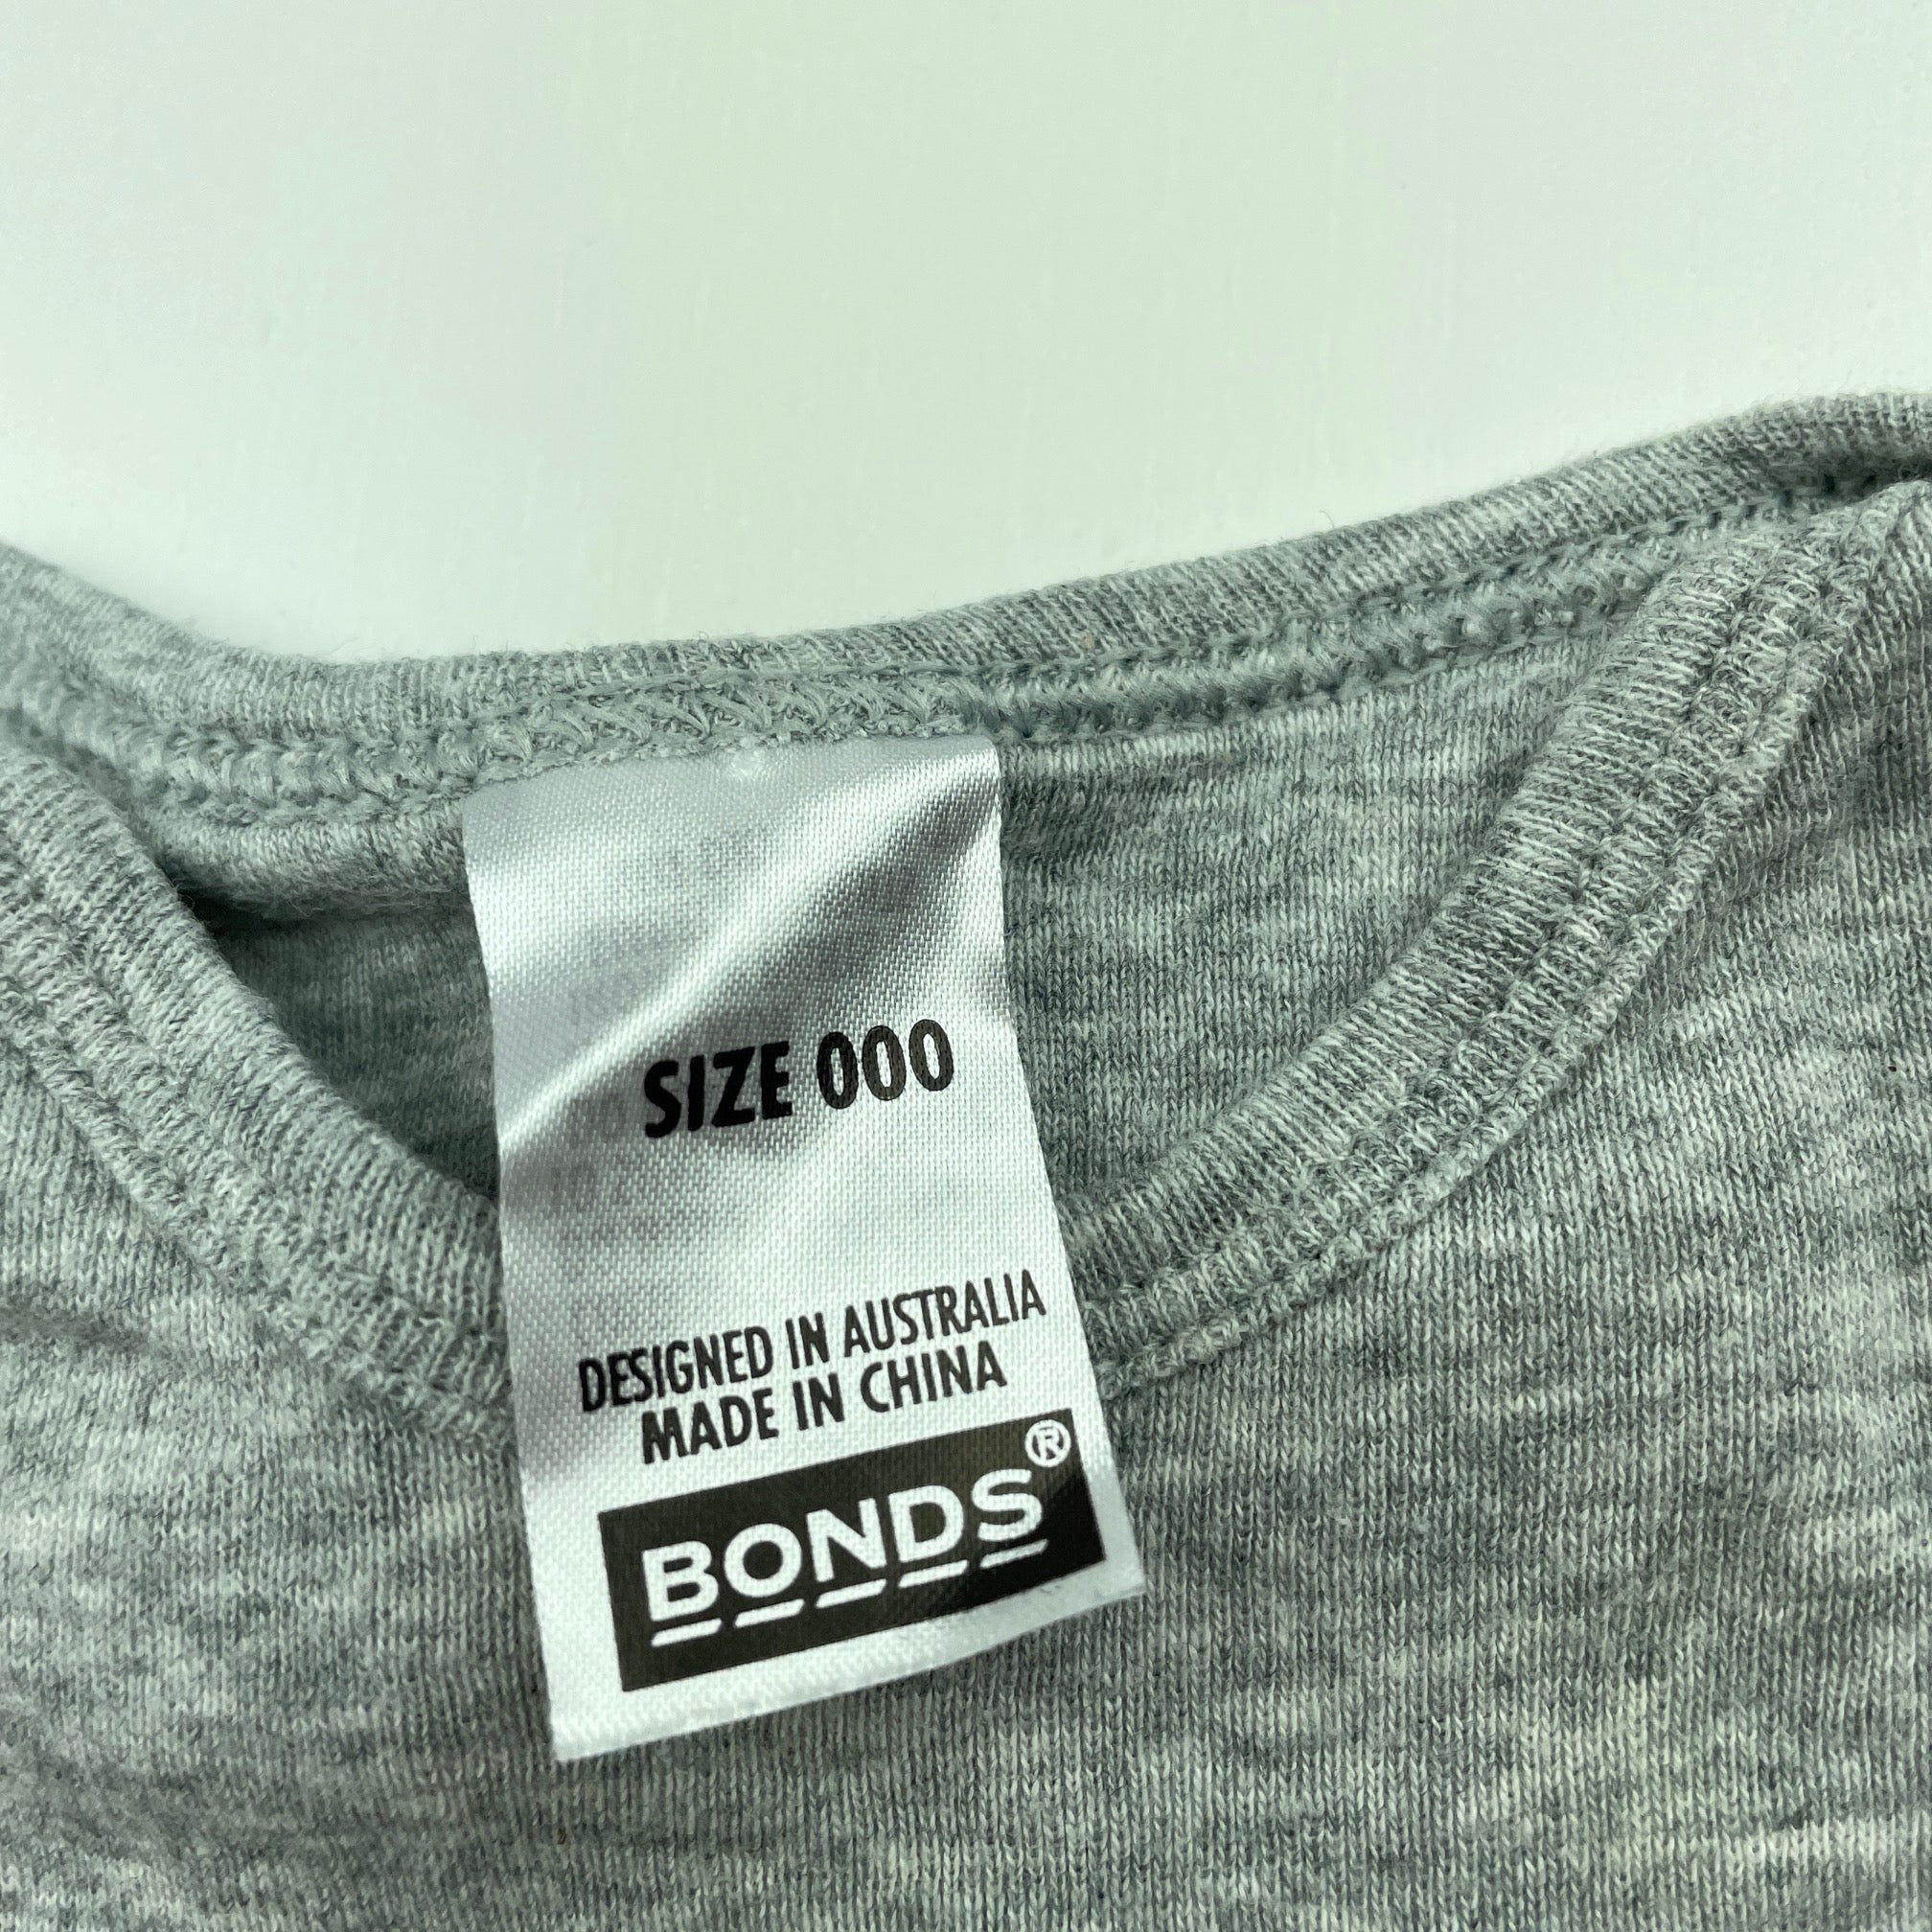 SIZE 000
DESIGNED IN AUSTRALIA
MADE IN CHINA
BONDS®